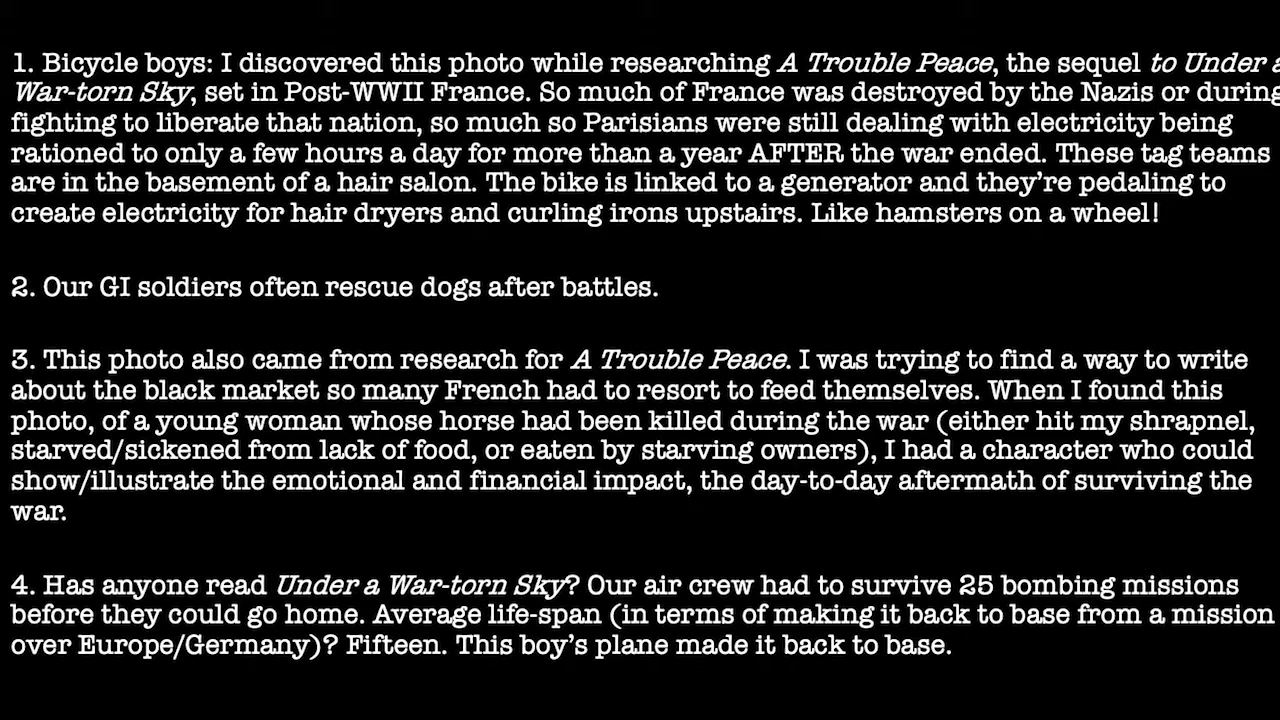 1. Bicycle boys: I discovered this photo while researching A Trouble Peace, the sequel to Under a
War-torn Sky, set in Post-WWII France. So much of France was destroyed by the Nazis or during
fighting to liberate that nation, so much so Parisians were still dealing with electricity being
rationed to only a few hours a day for more than a year AFTER the war ended. These tag teams
are in the basement of a hair salon. The bike is linked to a generator and they’re pedaling to
create electricity for hair dryers and curling irons upstairs. Like hamsters on a wheel!
2. Our GI soldiers often rescue dogs after battles.
3. This photo also came from research for A Trouble Peace. I was trying to find a way to write
about the black market so many French had to resort to feed themselves. When I found this
photo, of a young woman whose horse had been killed during the war (either hit my shrapnel,
starved/sickened from lack of food, or eaten by starving owners), I had a character who could
show/illustrate the emotional and financial impact, the day-to-day aftermath of surviving the
war.
4. Has anyone read Under a War-torn Sky? Our air crew had to survive 25 bombing missions
before they could go home. Average life-span (in terms of making it back to base from a mission
over Europe/Germany)? Fifteen. This boy’s plane made it back to base.